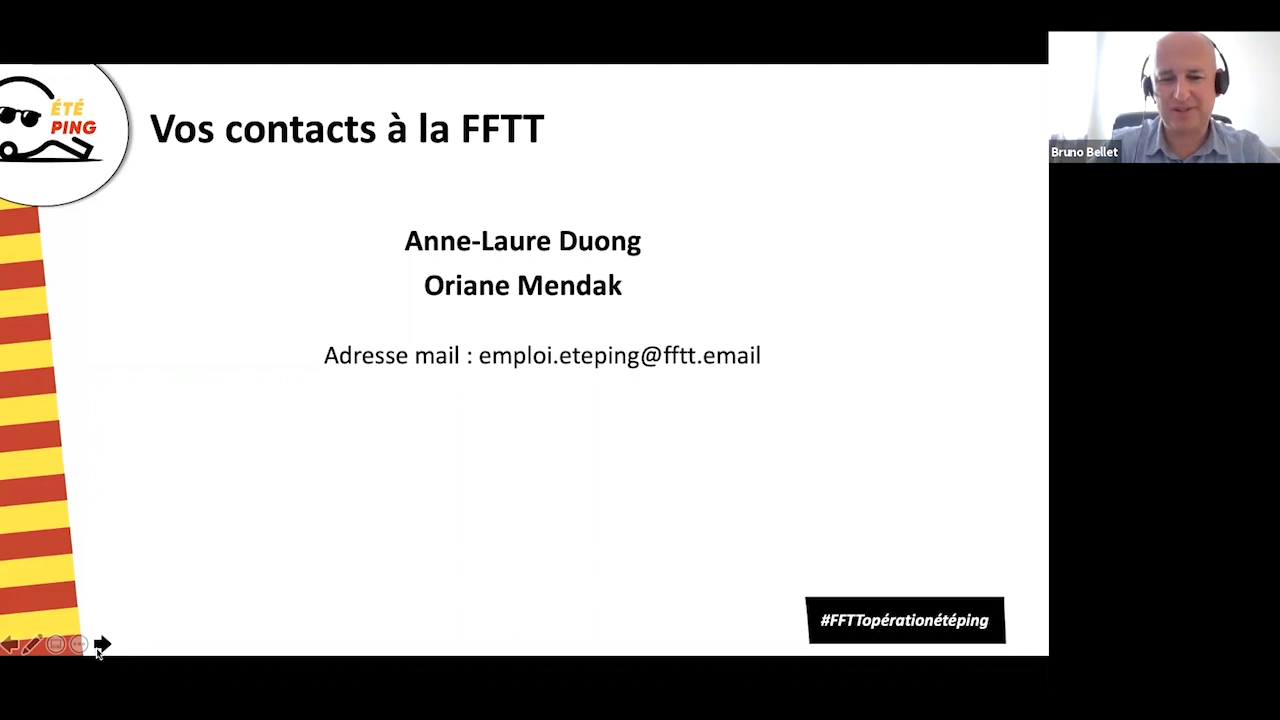 ÉTÉ
PING
Vos contacts à la FFTT
Anne-Laure Duong
Oriane Mendak
Adresse mail : emploi.eteping@fftt.email
#FFTTopérationétéping
Bruno Bellet